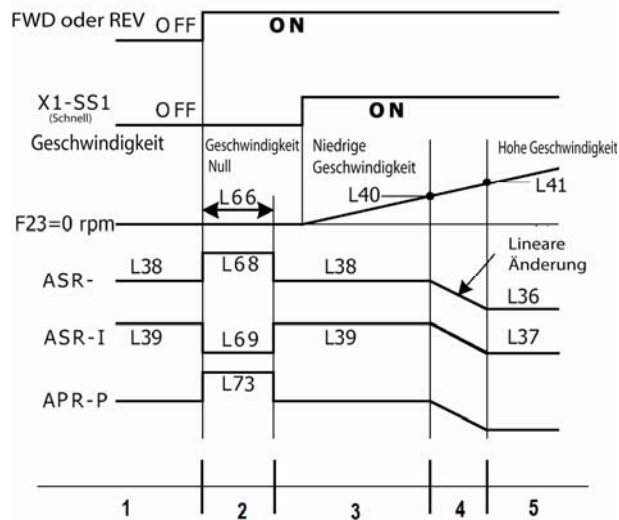 FWD oder REV OFF ON
X1-SS1 OFF ON
(Schnell)
Geschwindigkeit
Geschwindigkeit
Null
Niedrige
Geschwindigkeit
Hohe Geschwindigkeit
L66
L40
L41
F23=0 rpm
Lineare
Änderung
ASR- L38 L68 L38 L36
ASR-I L39 L69 L39 L37
APR-P L73
1 2 3 4 5